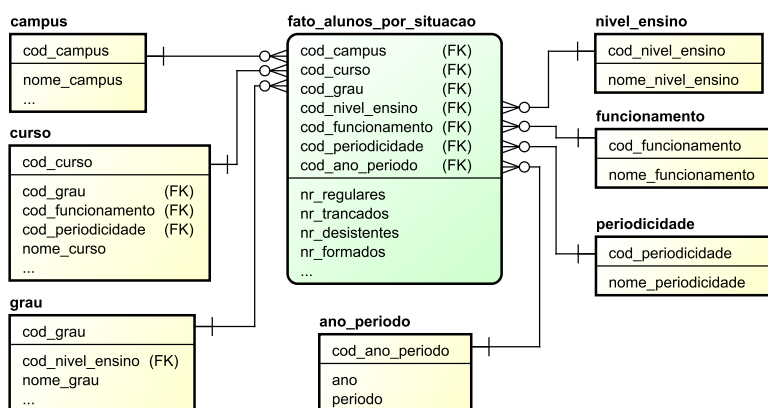 campus
cod_campus
nome_campus
...
curso
cod_curso
cod_grau (FK)
cod_funcionamento (FK)
cod_periodicidade (FK)
nome_curso
...
grau
cod_grau
cod_nivel_ensino (FK)
nome_grau
...
fato_alunos_por_situacao
cod_campus (FK)
cod_curso (FK)
cod_grau (FK)
cod_nivel_ensino (FK)
cod_funcionamento (FK)
cod_periodicidade (FK)
cod_ano_periodo (FK)
nr_regulares
nr_trancados
nr_desistentes
nr_formados
...
ano_periodo
cod_ano_periodo
ano
periodo
nivel_ensino
cod_nivel_ensino
nome_nivel_ensino
funcionamento
cod_funcionamento
nome_funcionamento
periodicidade
cod_periodicidade
nome_periodicidade